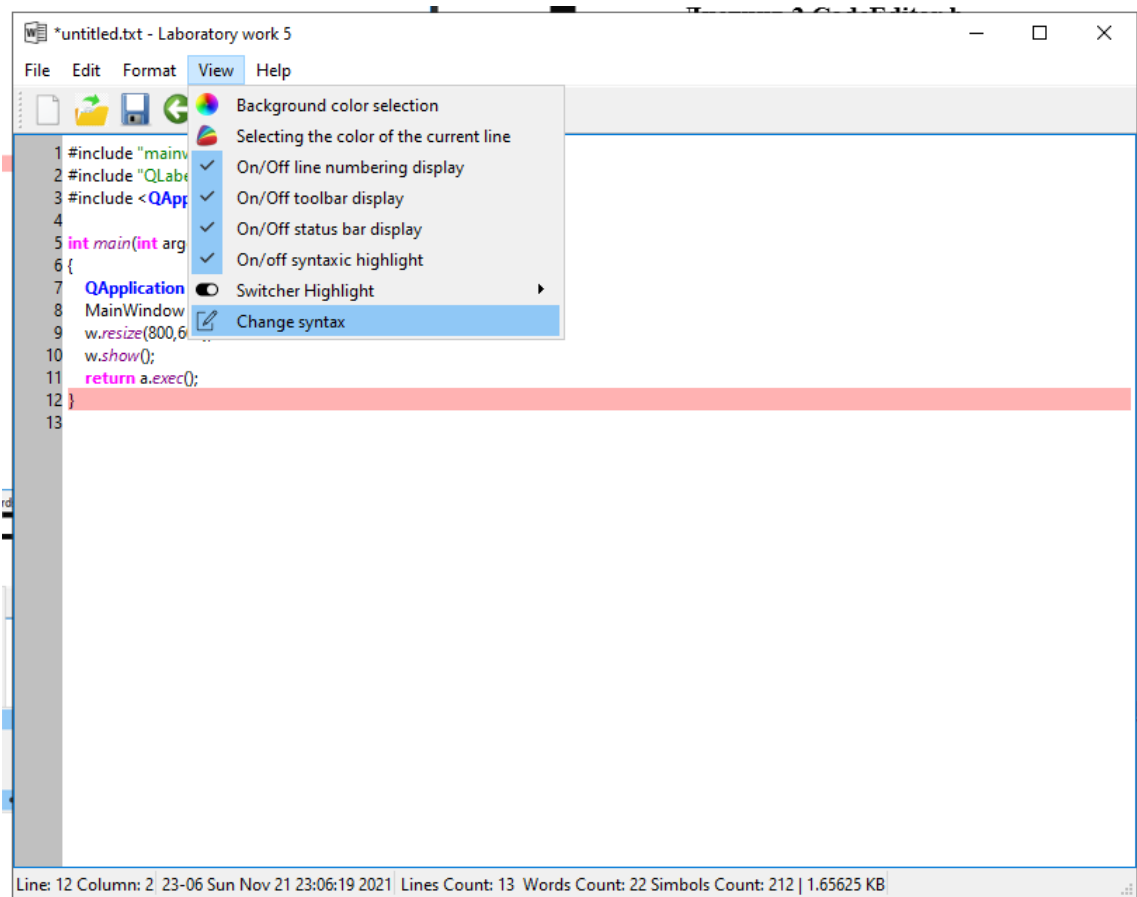 *untitled.txt - Laboratory work 5
File Edit Format View Help
Background color selection
Selecting the color of the current line
On/Off line numbering display
On/Off toolbar display
On/Off status bar display
On/off syntaxic highlight
Switcher Highlight
Change syntax
1 #include "mainw
2 #include "QLabe
3 #include <QApp
4
5 int main(int arg
6 {
7 QApplication
8 MainWindow
9 w.resize(800,6
10 w.show();
11 return a.exec();
12 }
13
Line: 12 Column: 2 23-06 Sun Nov 21 23:06:19 2021 Lines Count: 13 Words Count: 22 Simbols Count: 212 | 1.65625 KB